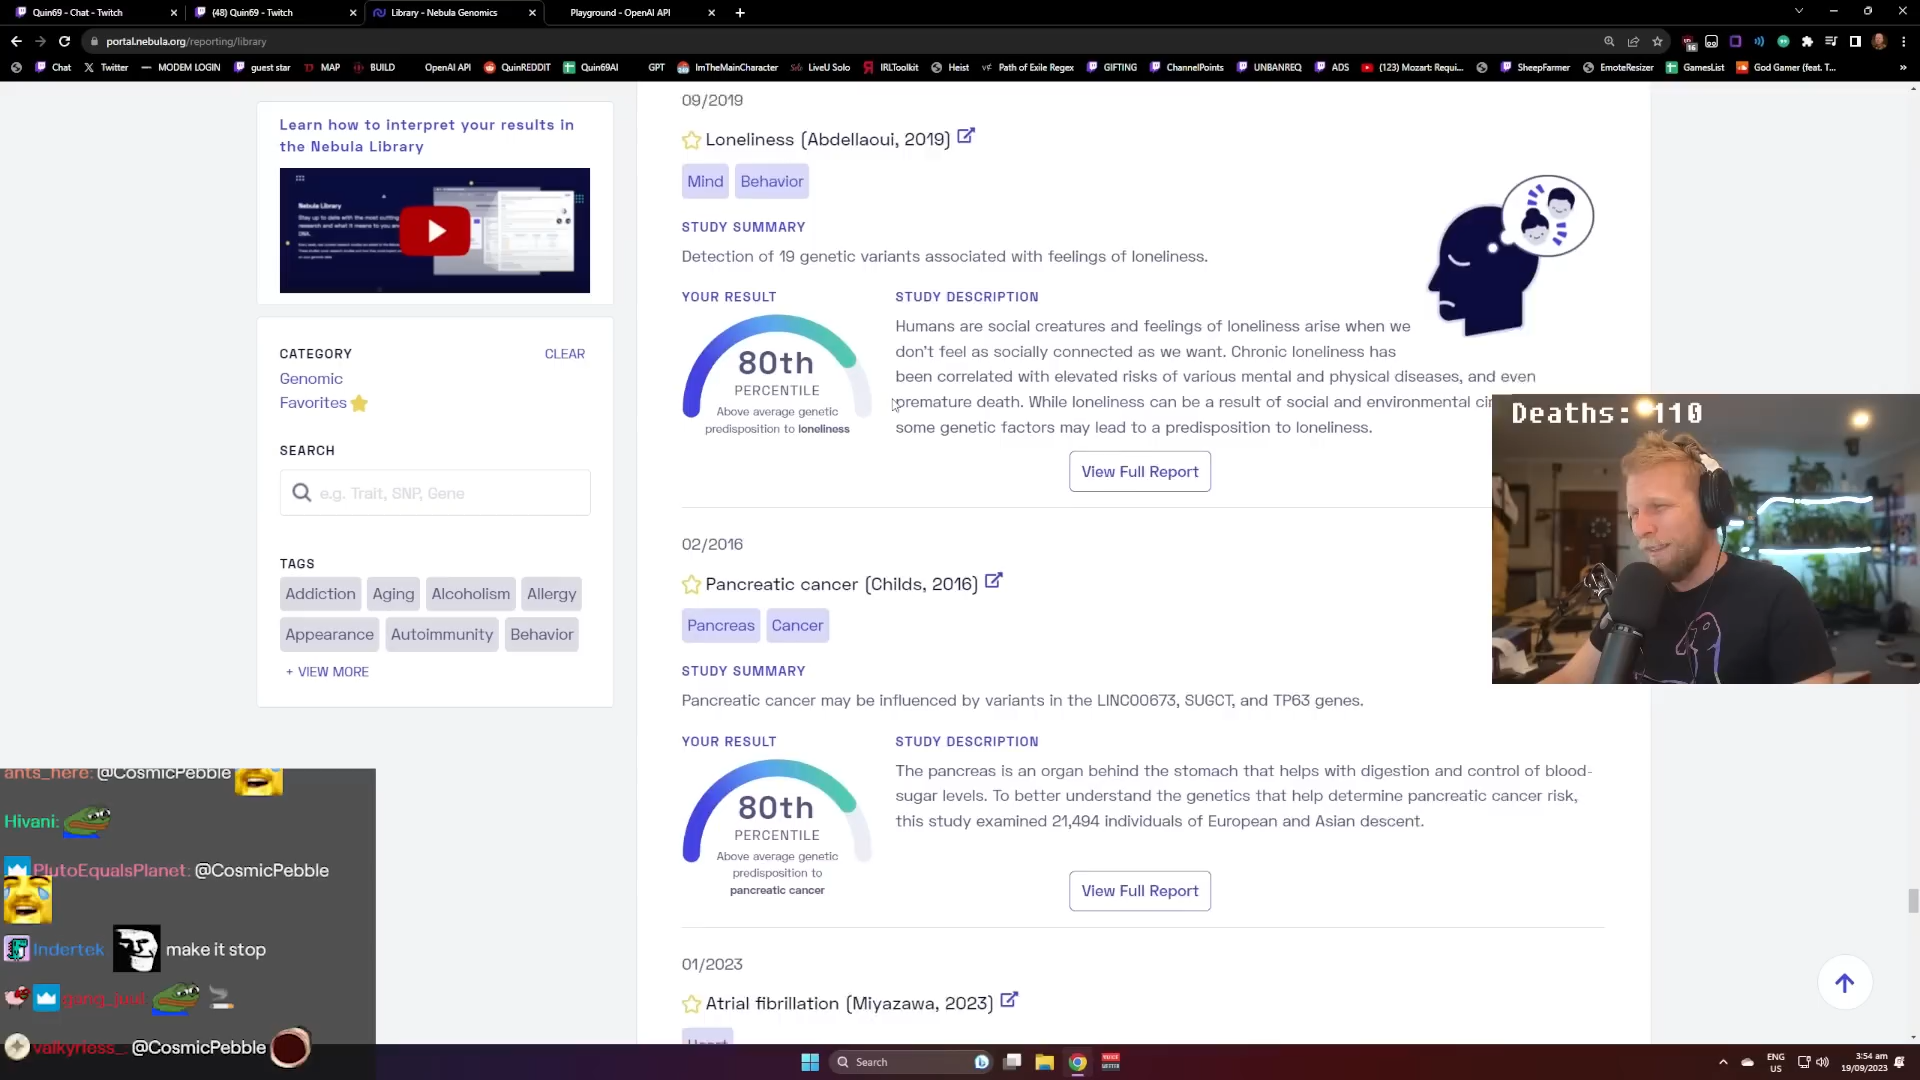 Quin69 - Chat - Twitch
(48) Quin69 - Twitch
Library - Nebula Genomics
Playground - OpenAI API
portal.nebula.org/reporting/library
Chat
Twitter
MODEM LOGIN
guest star
MAP
BUILD
OpenAI API
QuinREDDIT
Quin69AI
GPT
ImTheMainCharacter
LiveU Solo
IRLToolkit
Heist
Path of Exile Regex
GIFTING
ChannelPoints
UNBANREQ
ADS
(123) Mozart: Requi...
SheepFarmer
EmoteResizer
GamesList
God Gamer (feat. T...
Learn how to interpret your results in
the Nebula Library
Nebula Library
CATEGORY
CLEAR
Genomic
Favorites
SEARCH
e.g. Trait, SNP, Gene
TAGS
Addiction
Aging
Alcoholism
Allergy
Appearance
Autoimmunity
Behavior
+ VIEW MORE
09/2019
Loneliness (Abdellaoui, 2019)
Mind
Behavior
STUDY SUMMARY
Detection of 19 genetic variants associated with feelings of loneliness.
YOUR RESULT
80th
PERCENTILE
Above average genetic
predisposition to loneliness
STUDY DESCRIPTION
Humans are social creatures and feelings of loneliness arise when we
don't feel as socially connected as we want. Chronic loneliness has
been correlated with elevated risks of various mental and physical diseases, and even
premature death. While loneliness can be a result of social and environmental
some genetic factors may lead to a predisposition to loneliness.
View Full Report
02/2016
Pancreatic cancer (Childs, 2016)
Pancreas
Cancer
STUDY SUMMARY
Pancreatic cancer may be influenced by variants in the LINC00673, SUGCT, and TP63 genes.
YOUR RESULT
80th
PERCENTILE
Above average genetic
predisposition to
pancreatic cancer
STUDY DESCRIPTION
The pancreas is an organ behind the stomach that helps with digestion and control of blood-
sugar levels. To better understand the genetics that help determine pancreatic cancer risk,
this study examined 21,494 individuals of European and Asian descent.
View Full Report
01/2023
Atrial fibrillation (Miyazawa, 2023)
Heart
Deaths: 110
ants_here: @CosmicPebble
Hivani:
PlutoEqualsPlanet: @CosmicPebble
Indertek
make it stop
valkyrless_: @CosmicPebble
Search
ENG
US
3:54 am
19/09/2023